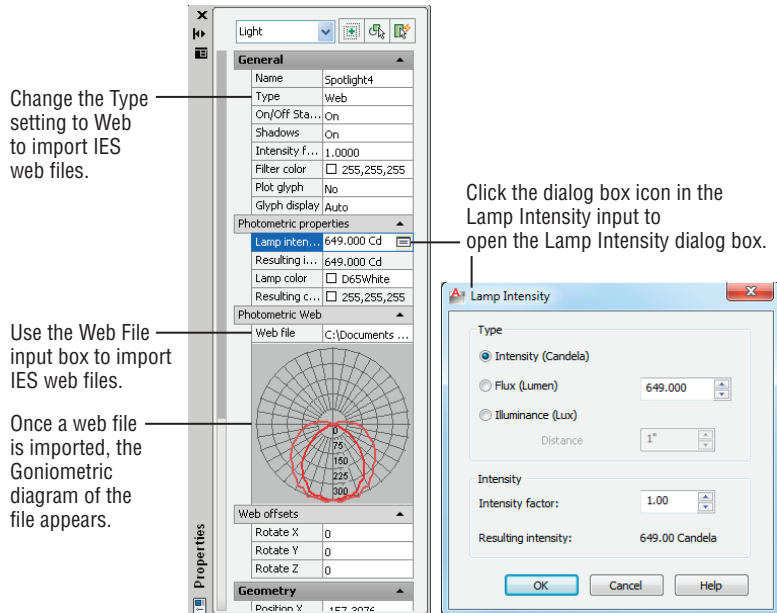 Change the Type
setting to Web
to import IES
web files.
Use the Web File
input box to import
IES web files.
Once a web file
is imported, the
Goniometric
diagram of the
file appears.
Light
General
Name Spotlight4
Type Web
On/Off Sta... On
Shadows On
Intensity f... 1.0000
Filter color 255,255,255
Plot glyph No
Glyph display Auto
Photometric properties
Lamp inten... 649.000 Cd
Resulting i... 649.000 Cd
Lamp color D65White
Resulting c... 255,255,255
Photometric Web
Web file C:\Documents ...
0
75
150
225
300
Web offsets
Rotate X 0
Rotate Y 0
Rotate Z 0
Geometry
Position X -157.3976
Properties
Click the dialog box icon in the
Lamp Intensity input to
open the Lamp Intensity dialog box.
Lamp Intensity
Type
Intensity (Candela)
Flux (Lumen) 649.000
Illuminance (Lux)
Distance 1"
Intensity
Intensity factor: 1.00
Resulting intensity: 649.00 Candela
OK Cancel Help